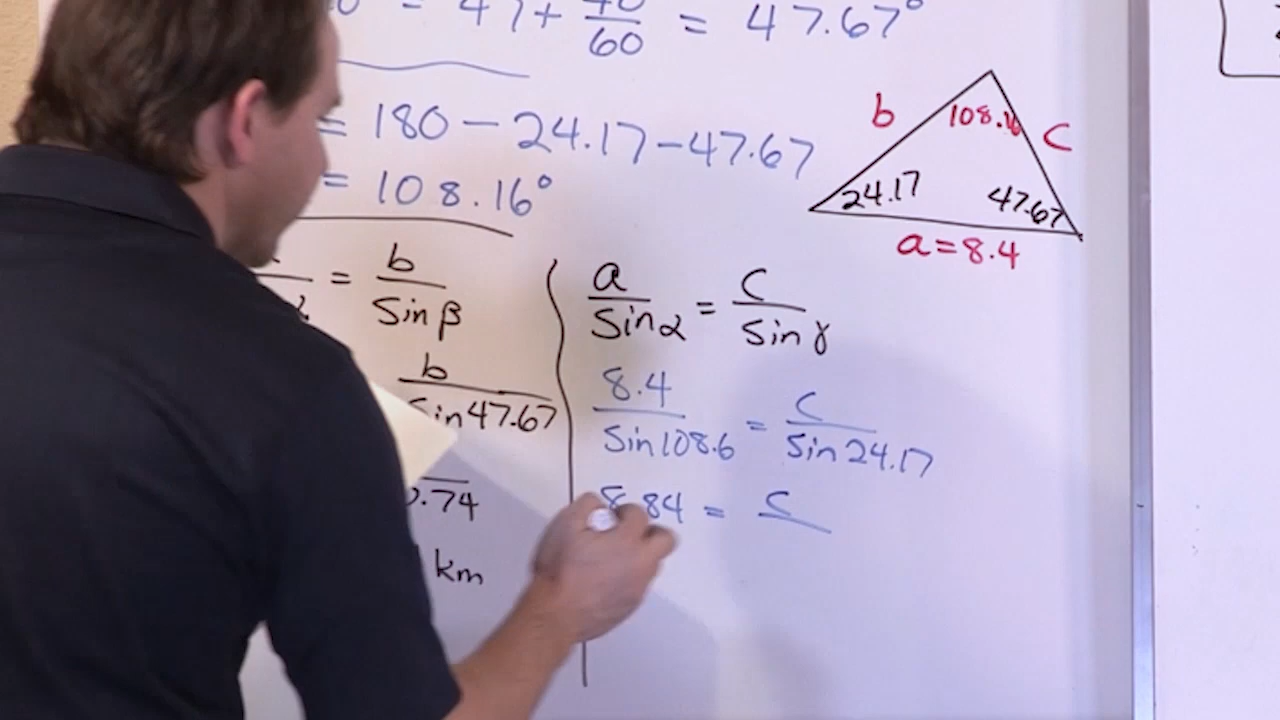 = 47 + 40/60 = 47.67°
= 180 − 24.17 − 47.67
= 108.16°
b
108.16
c
24.17
47.67
a = 8.4
= b/Sin β
b/Sin 47.67
.74
km
a/Sin α = c/Sin γ
8.4/Sin 108.6 = c/Sin 24.17
8.84 = c